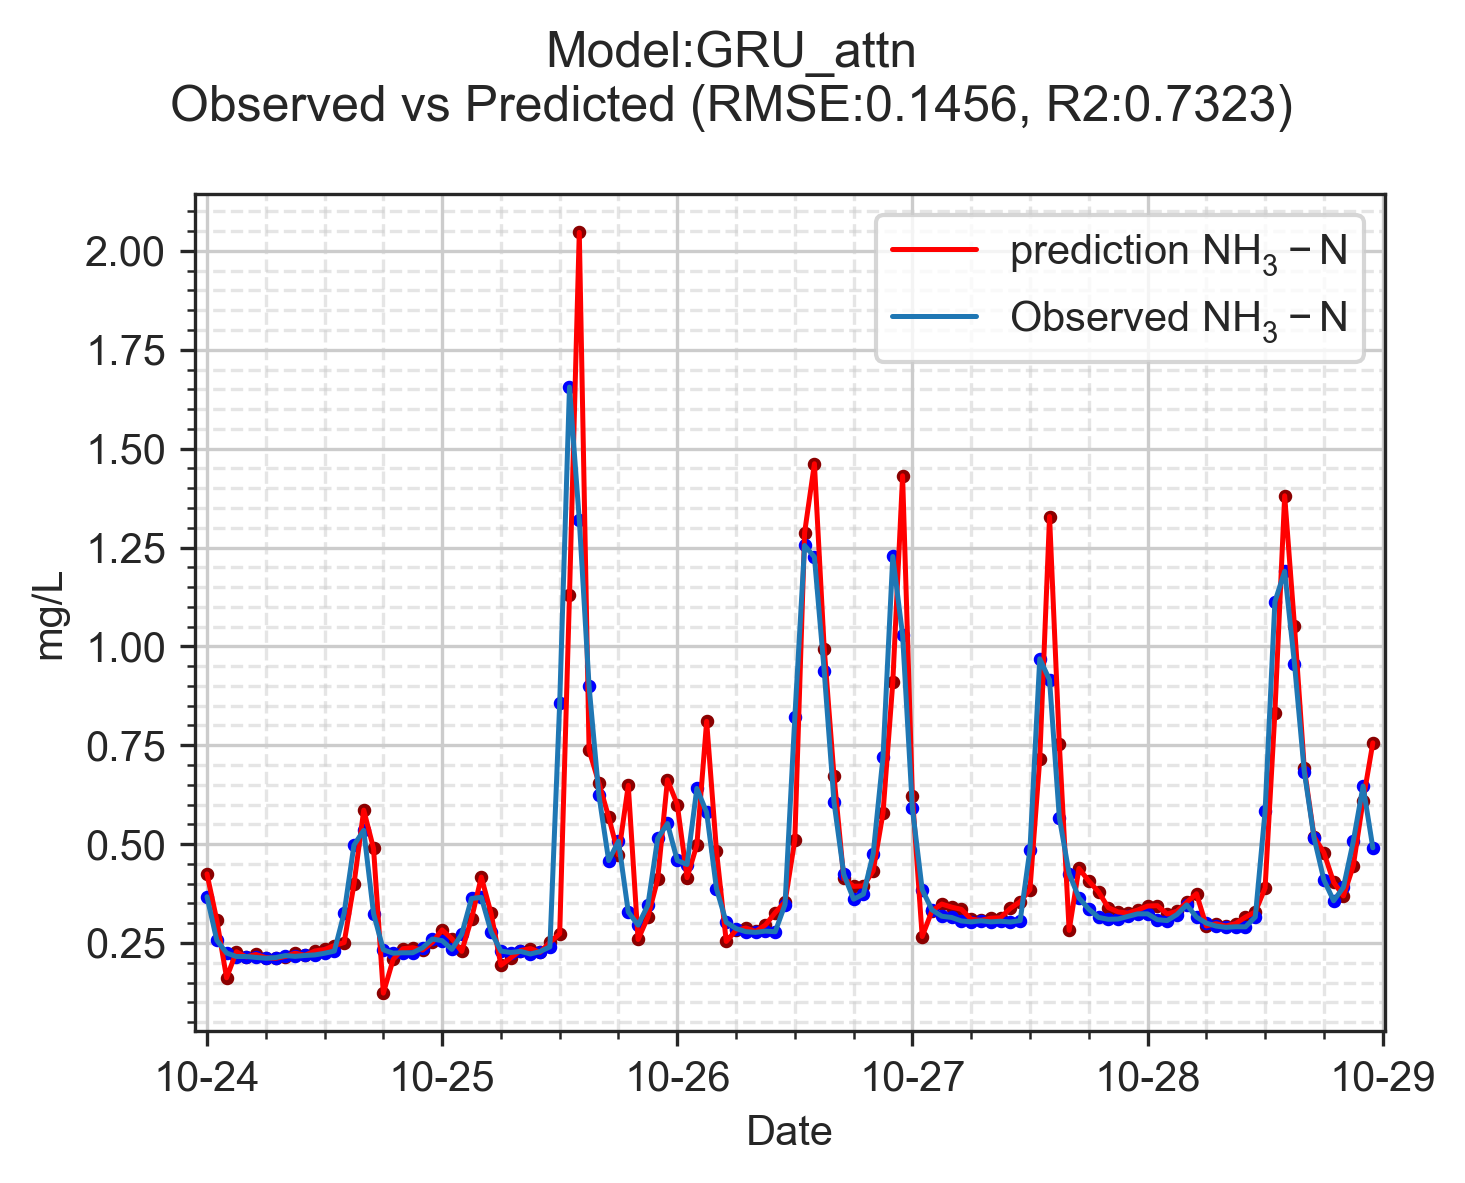 Model:GRU_attn
Observed vs Predicted (RMSE:0.1456, R2:0.7323)
prediction NH₃ − N
Observed NH₃ − N
2.00
1.75
1.50
1.25
1.00
0.75
0.50
0.25
mg/L
10-24 10-25 10-26 10-27 10-28 10-29
Date